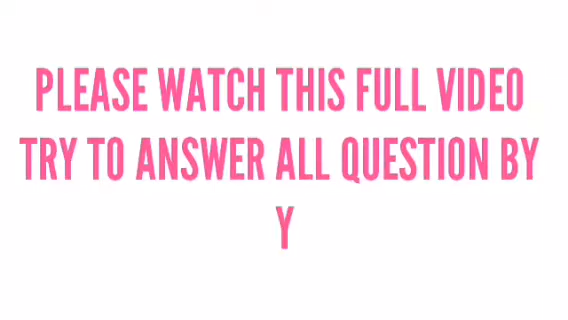 PLEASE WATCH THIS FULL VIDEO
TRY TO ANSWER ALL QUESTION BY
Y